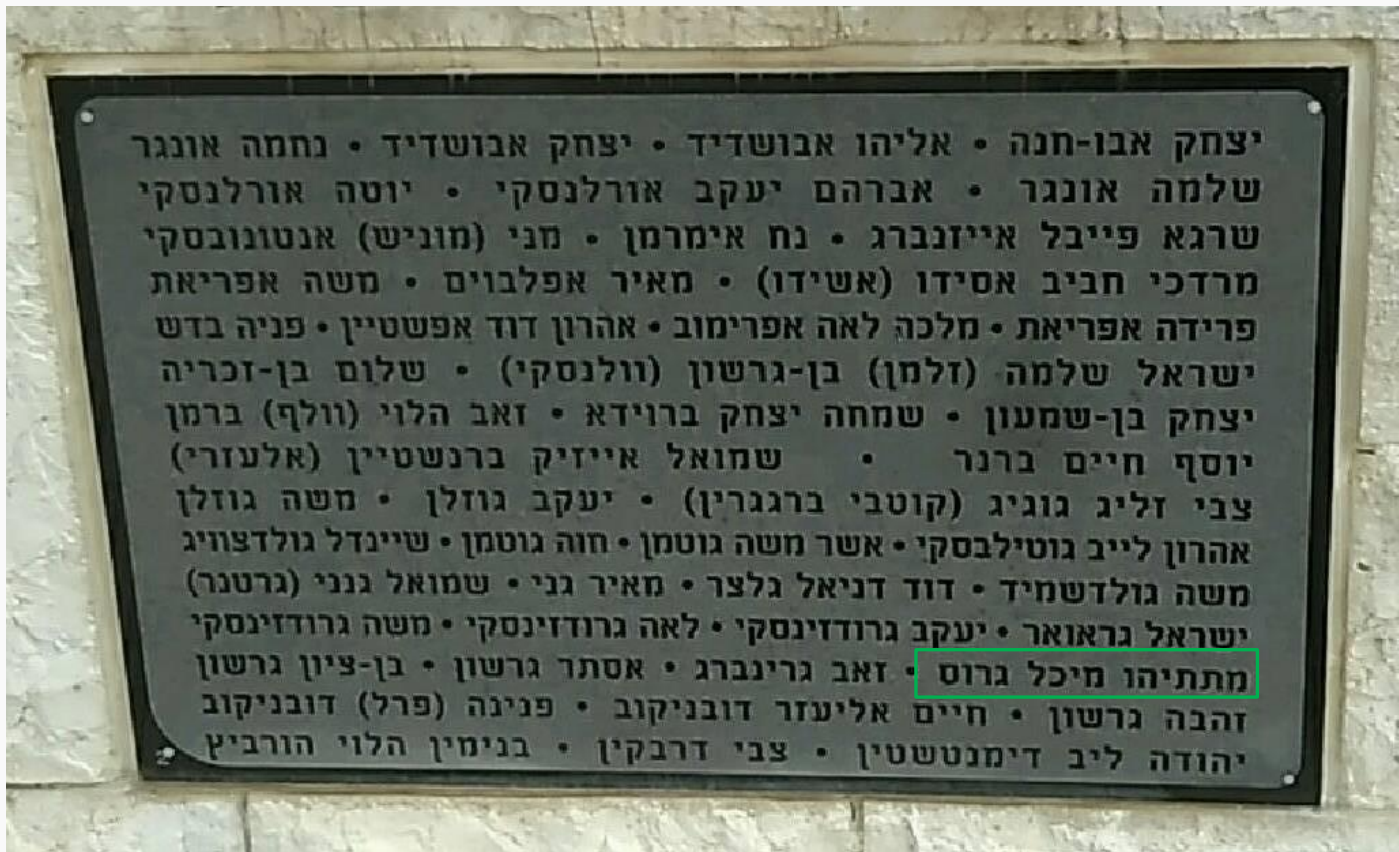 יצחק אבו-חנה • אליהו אבושדיד • יצחק אבושדיד • נחמה אונגר
שלמה אונגר • אברהם יעקב אורלנסקי • יוטה אורלנסקי
שרגא פייבל אייזנברג • נח אימרמן • מני (מוניש) אנטונובסקי
מרדכי חביב אסידו (אשידו) • מאיר אפלבוים • משה אפריאת
פרידה אפריאת • מלכה לאה אפרימוב • אהרון דוד אפשטיין • פניה בדש
ישראל שלמה (זלמן) בן-גרשון (וולנסקי) • שלום בן-זכריה
יצחק בן-שמעון • שמחה יצחק ברוידא • זאב הלוי (וולף) ברמן
יוסף חיים ברנר • שמואל אייזיק ברנשטיין (אלעזרי)
צבי זליג גוגיג (קוטבי ברגגרין) • יעקב גוזלן • משה גוזלן
אהרון לייב גוטילבסקי • אשר משה גוטמן • חוה גוטמן • שיינדל גולדצוויג
משה גולדשמיד • דוד דניאל גלצר • מאיר גני • שמואל גנני (גרטנר)
ישראל גראואר • יעקב גרודזינסקי • לאה גרודזינסקי • משה גרודזינסקי
מתתיהו מיכל גרוס • זאב גרינברג • אסתר גרשון • בן-ציון גרשון
זהבה גרשון • חיים אליעזר דובניקוב • פנינה (פרל) דובניקוב
יהודה ליב דימנטשטין • צבי דרבקין • בנימין הלוי הורביץ
2